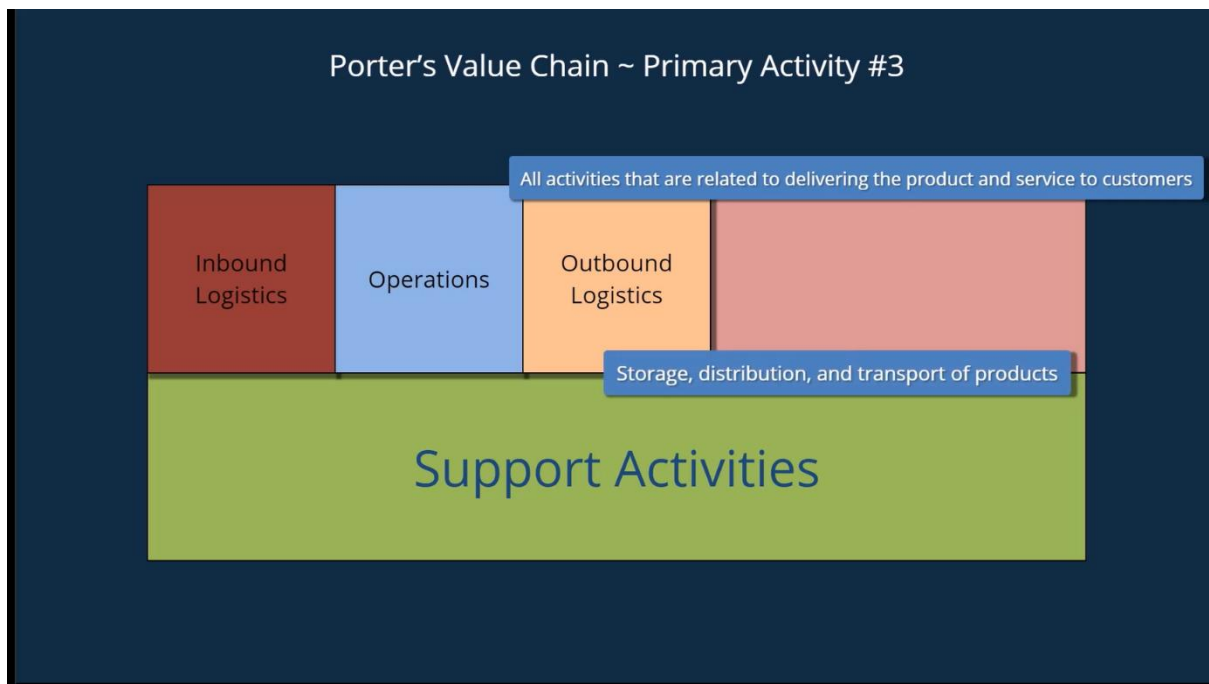 Porter’s Value Chain ~ Primary Activity #3
All activities that are related to delivering the product and service to customers
Inbound
Logistics
Operations
Outbound
Logistics
Storage, distribution, and transport of products
Support Activities